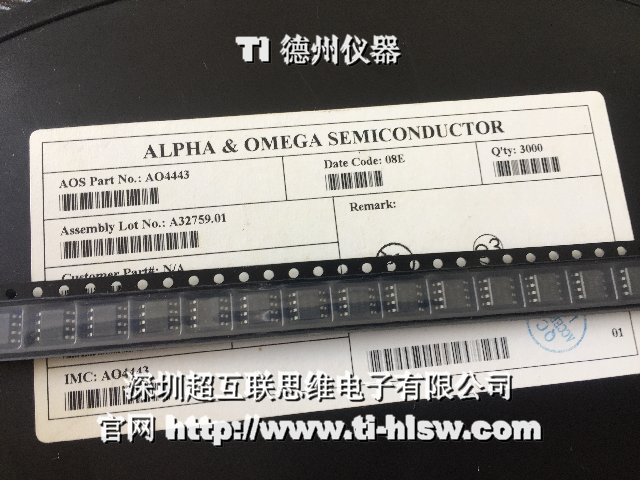 TI 德州仪器
ALPHA & OMEGA SEMICONDUCTOR
AOS Part No.: AO4443
Date Code: 08E
Q'ty: 3000
Assembly Lot No.: A32759.01
Remark:
Customer Part#: N/A
IMC: AO4443
01
深圳超互联思维电子有限公司
官网 http://www.ti-hlsw.com